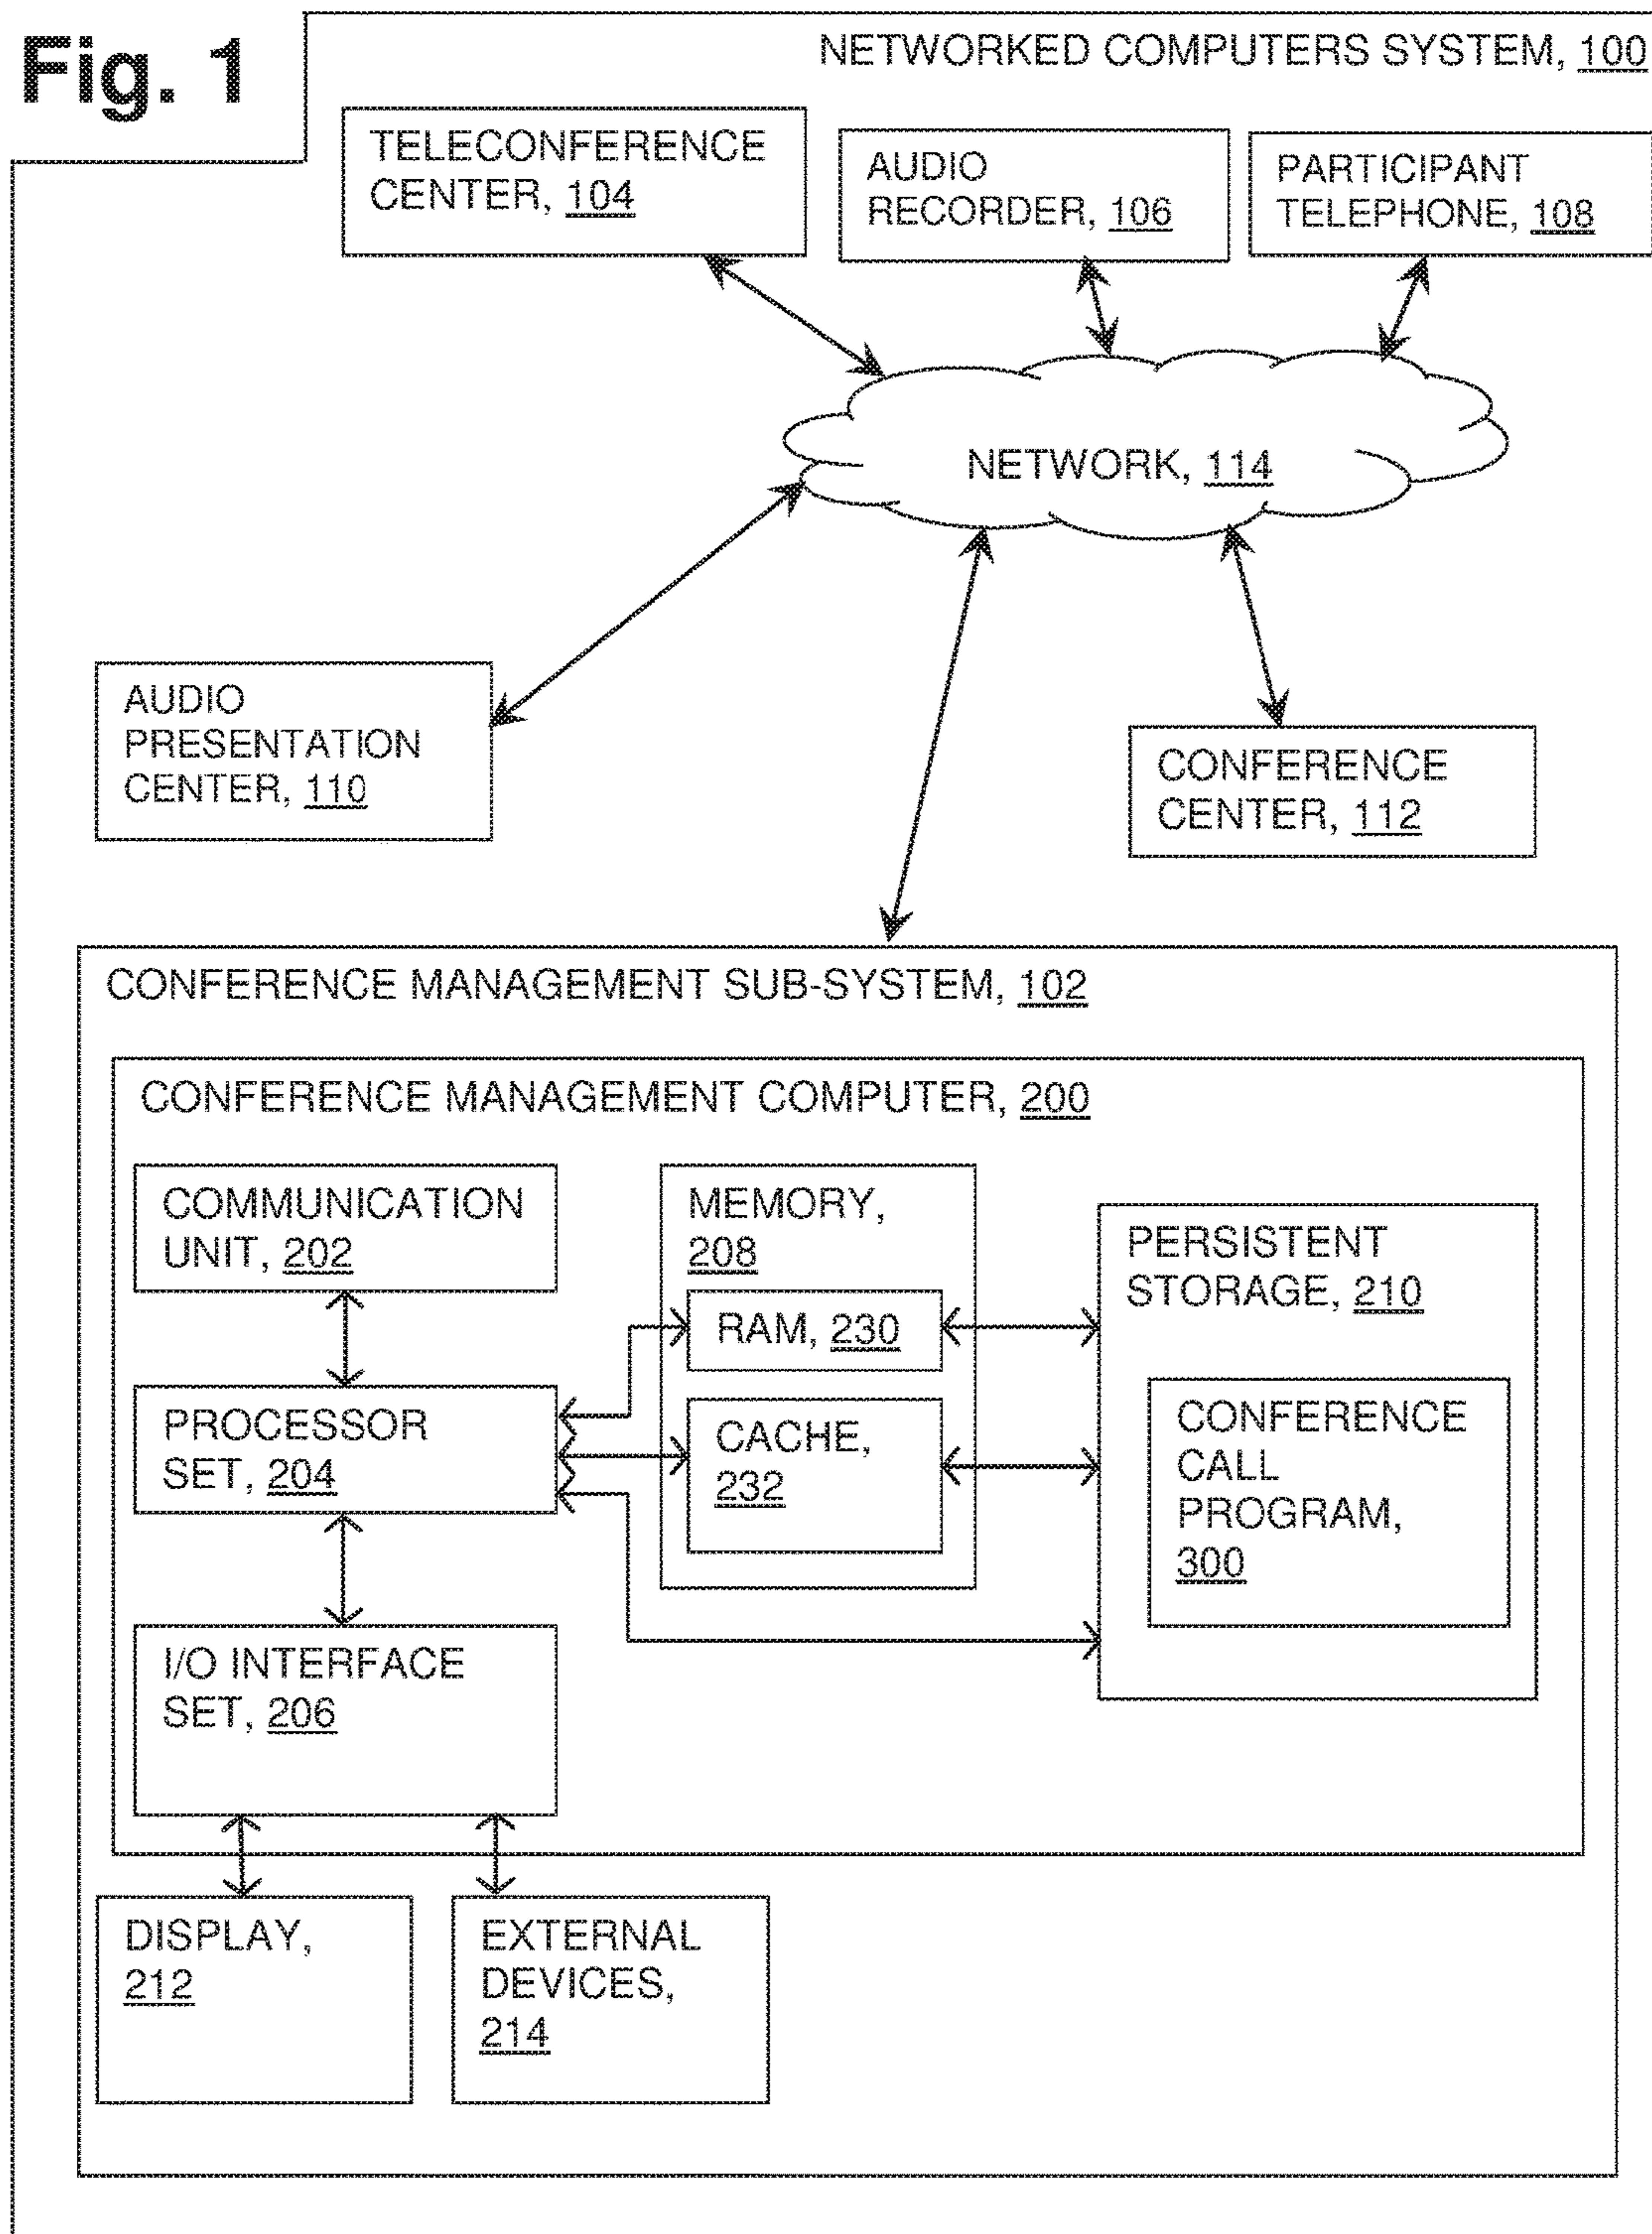 Fig. 1
NETWORKED COMPUTERS SYSTEM, 100
TELECONFERENCE
CENTER, 104
AUDIO
RECORDER, 106
PARTICIPANT
TELEPHONE, 108
NETWORK, 114
AUDIO
PRESENTATION
CENTER, 110
CONFERENCE
CENTER, 112
CONFERENCE MANAGEMENT SUB-SYSTEM, 102
CONFERENCE MANAGEMENT COMPUTER, 200
COMMUNICATION
UNIT, 202
MEMORY,
208
PERSISTENT
STORAGE, 210
RAM, 230
PROCESSOR
SET, 204
CACHE,
232
CONFERENCE
CALL
PROGRAM,
300
I/O INTERFACE
SET, 206
DISPLAY,
212
EXTERNAL
DEVICES,
214